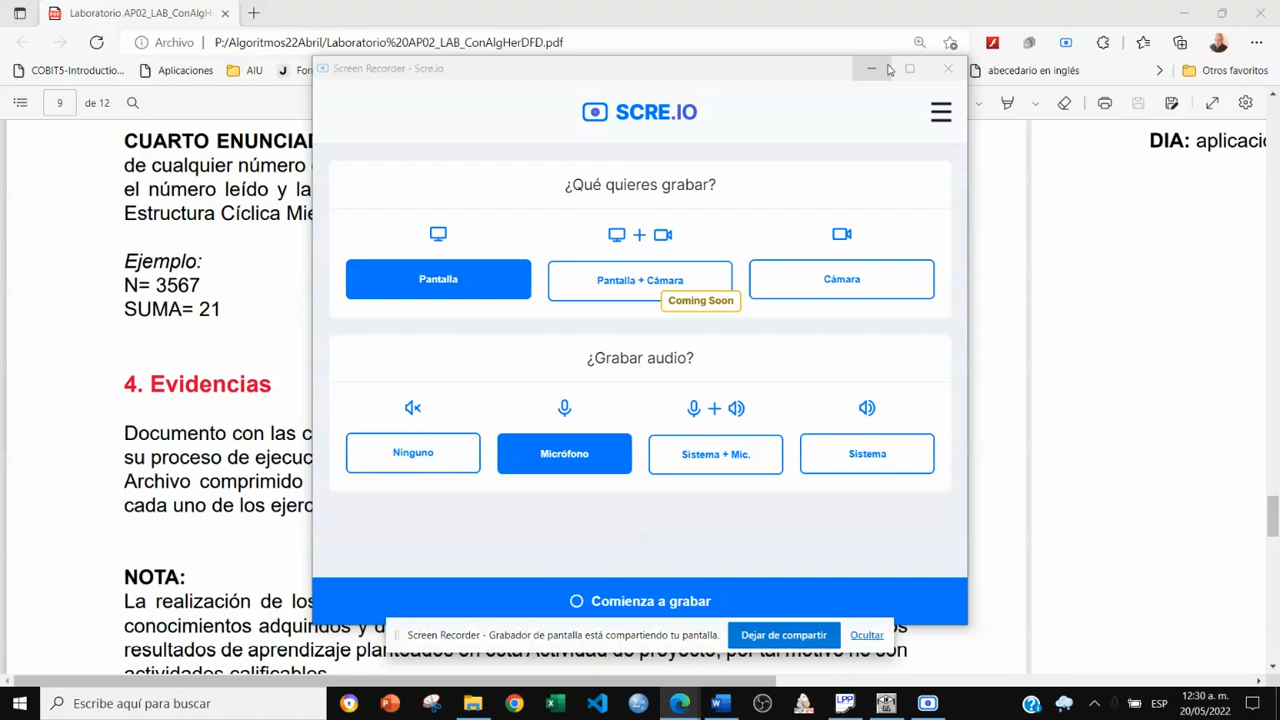 Laboratorio AP02_LAB_ConAlgH
Archivo | P:/Algoritmos22Abril/Laboratorio%20AP02_LAB_ConAlgHerDFD.pdf
COBIT5-Introductio...
Aplicaciones
AIU
abecedario en inglés
Otros favoritos
9 de 12
Screen Recorder - Scre.io
SCRE.IO
¿Qué quieres grabar?
Pantalla
Pantalla + Cámara
Cámara
Coming Soon
¿Grabar audio?
Ninguno
Micrófono
Sistema + Mic.
Sistema
Comienza a grabar
Screen Recorder - Grabador de pantalla está compartiendo tu pantalla.
Dejar de compartir
Ocultar
CUARTO ENUNCIAD
de cualquier número
el número leído y la
Estructura Cíclica Mie
Ejemplo:
N= 3567
SUMA= 21
4. Evidencias
Documento con las c
su proceso de ejecuc
Archivo comprimido
cada uno de los ejerc
NOTA:
La realización de los
conocimientos adquiridos y d
resultados de aprendizaje planteados en esta Actividad de proyecto, por tal motivo no son
actividades calificables
DIA: aplicacio
Escribe aquí para buscar
LPP
ESP
12:30 a. m.
20/05/2022